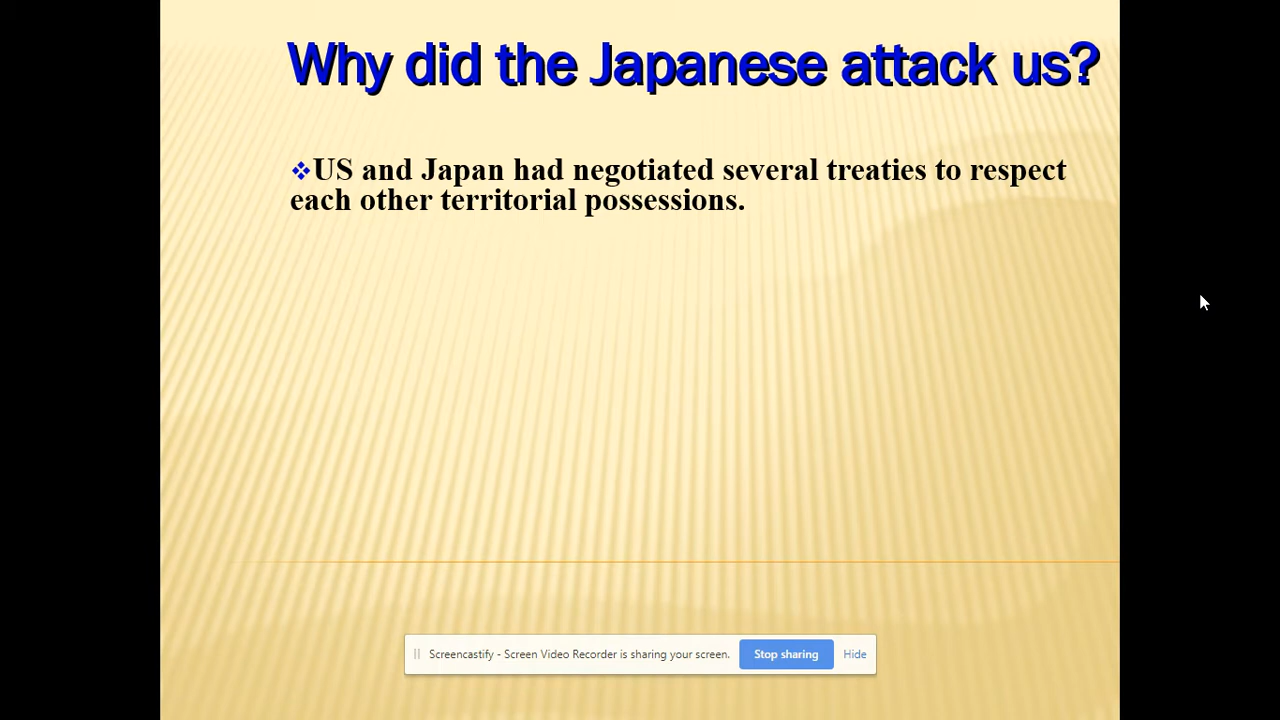 Why did the Japanese attack us?
❖US and Japan had negotiated several treaties to respect
each other territorial possessions.
Screencastify - Screen Video Recorder is sharing your screen. Stop sharing Hide